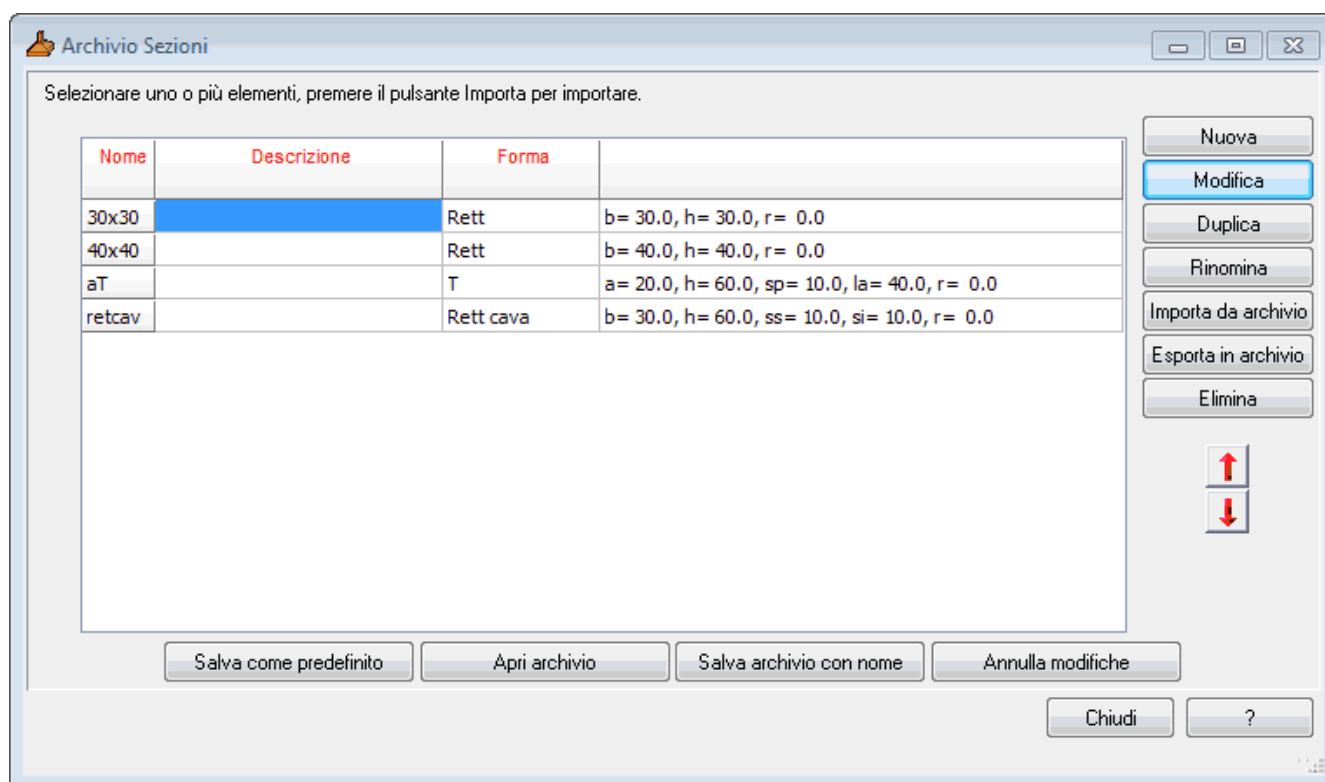 Archivio Sezioni
Selezionare uno o più elementi, premere il pulsante Importa per importare.
Nome Descrizione Forma
30x30 Rett b= 30.0, h= 30.0, r= 0.0
40x40 Rett b= 40.0, h= 40.0, r= 0.0
aT T a= 20.0, h= 60.0, sp= 10.0, la= 40.0, r= 0.0
retcav Rett cava b= 30.0, h= 60.0, ss= 10.0, si= 10.0, r= 0.0
Nuova
Modifica
Duplica
Rinomina
Importa da archivio
Esporta in archivio
Elimina
Salva come predefinito Apri archivio Salva archivio con nome Annulla modifiche
Chiudi ?